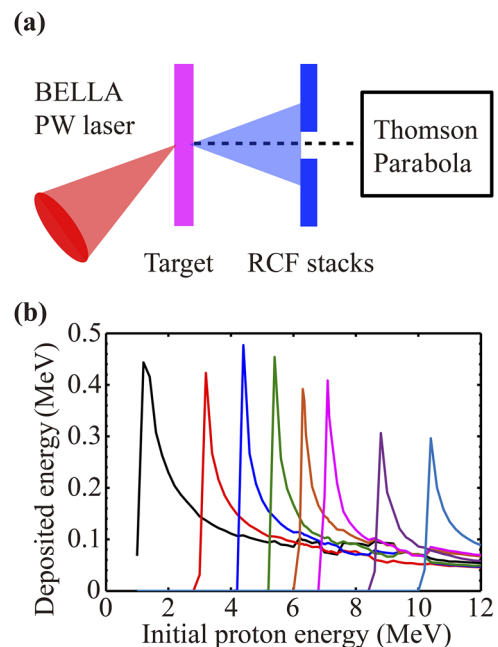 (a)
BELLA
PW laser
Thomson
Parabola
Target
RCF stacks
(b)
Deposited energy (MeV)
0.5
0.4
0.3
0.2
0.1
0
0 2 4 6 8 10 12
Initial proton energy (MeV)